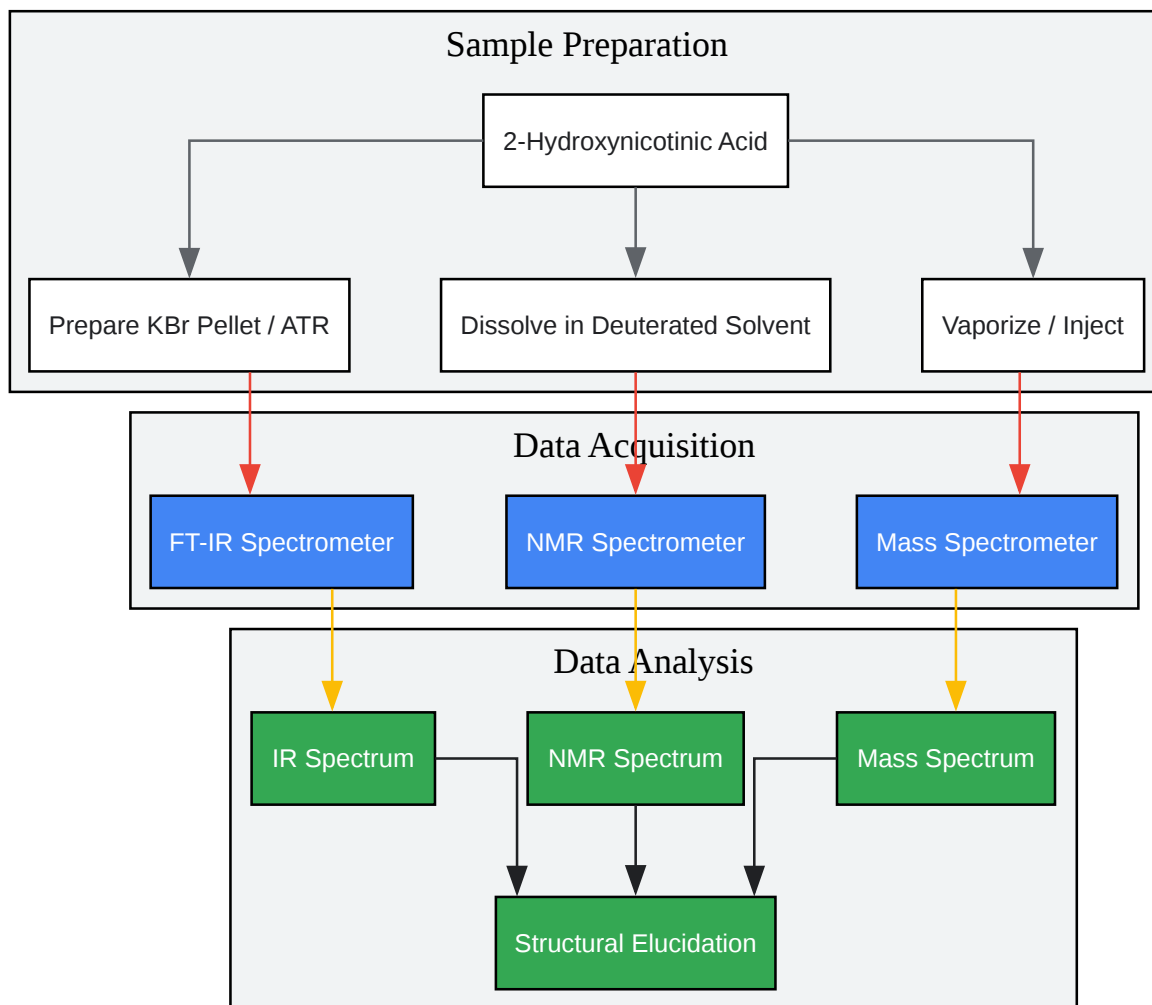 Sample Preparation
2-Hydroxynicotinic Acid
Prepare KBr Pellet / ATR
Dissolve in Deuterated Solvent
Vaporize / Inject
Data Acquisition
FT-IR Spectrometer
NMR Spectrometer
Mass Spectrometer
Data Analysis
IR Spectrum
NMR Spectrum
Mass Spectrum
Structural Elucidation